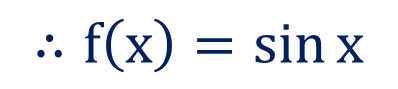 ∴ f(x) = sin x